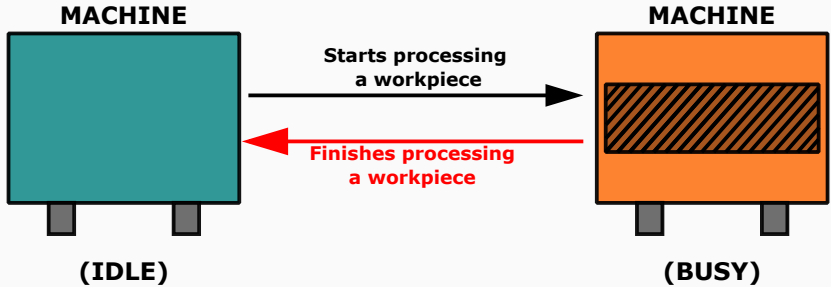 MACHINE
MACHINE
Starts processing
a workpiece
Finishes processing
a workpiece
(IDLE)
(BUSY)